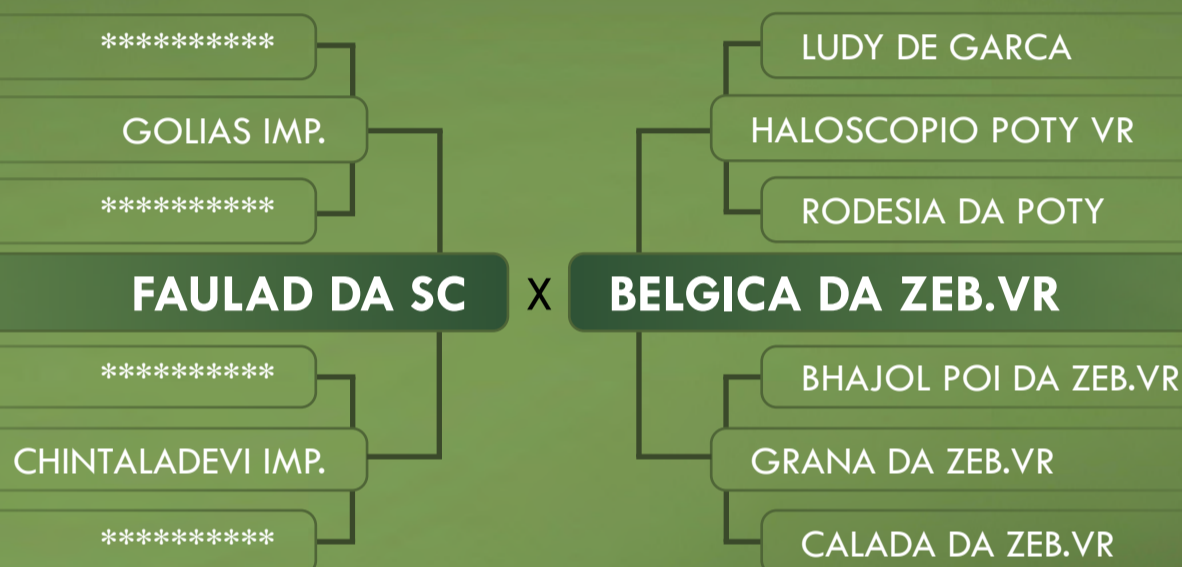 **********
GOLIAS IMP.
**********
FAULAD DA SC
**********
CHINTALADEVI IMP.
**********
X
LUDY DE GARCA
HALOSCOPIO POTY VR
RODESIA DA POTY
BELGICA DA ZEB.VR
BHAJOL POI DA ZEB.VR
GRANA DA ZEB.VR
CALADA DA ZEB.VR